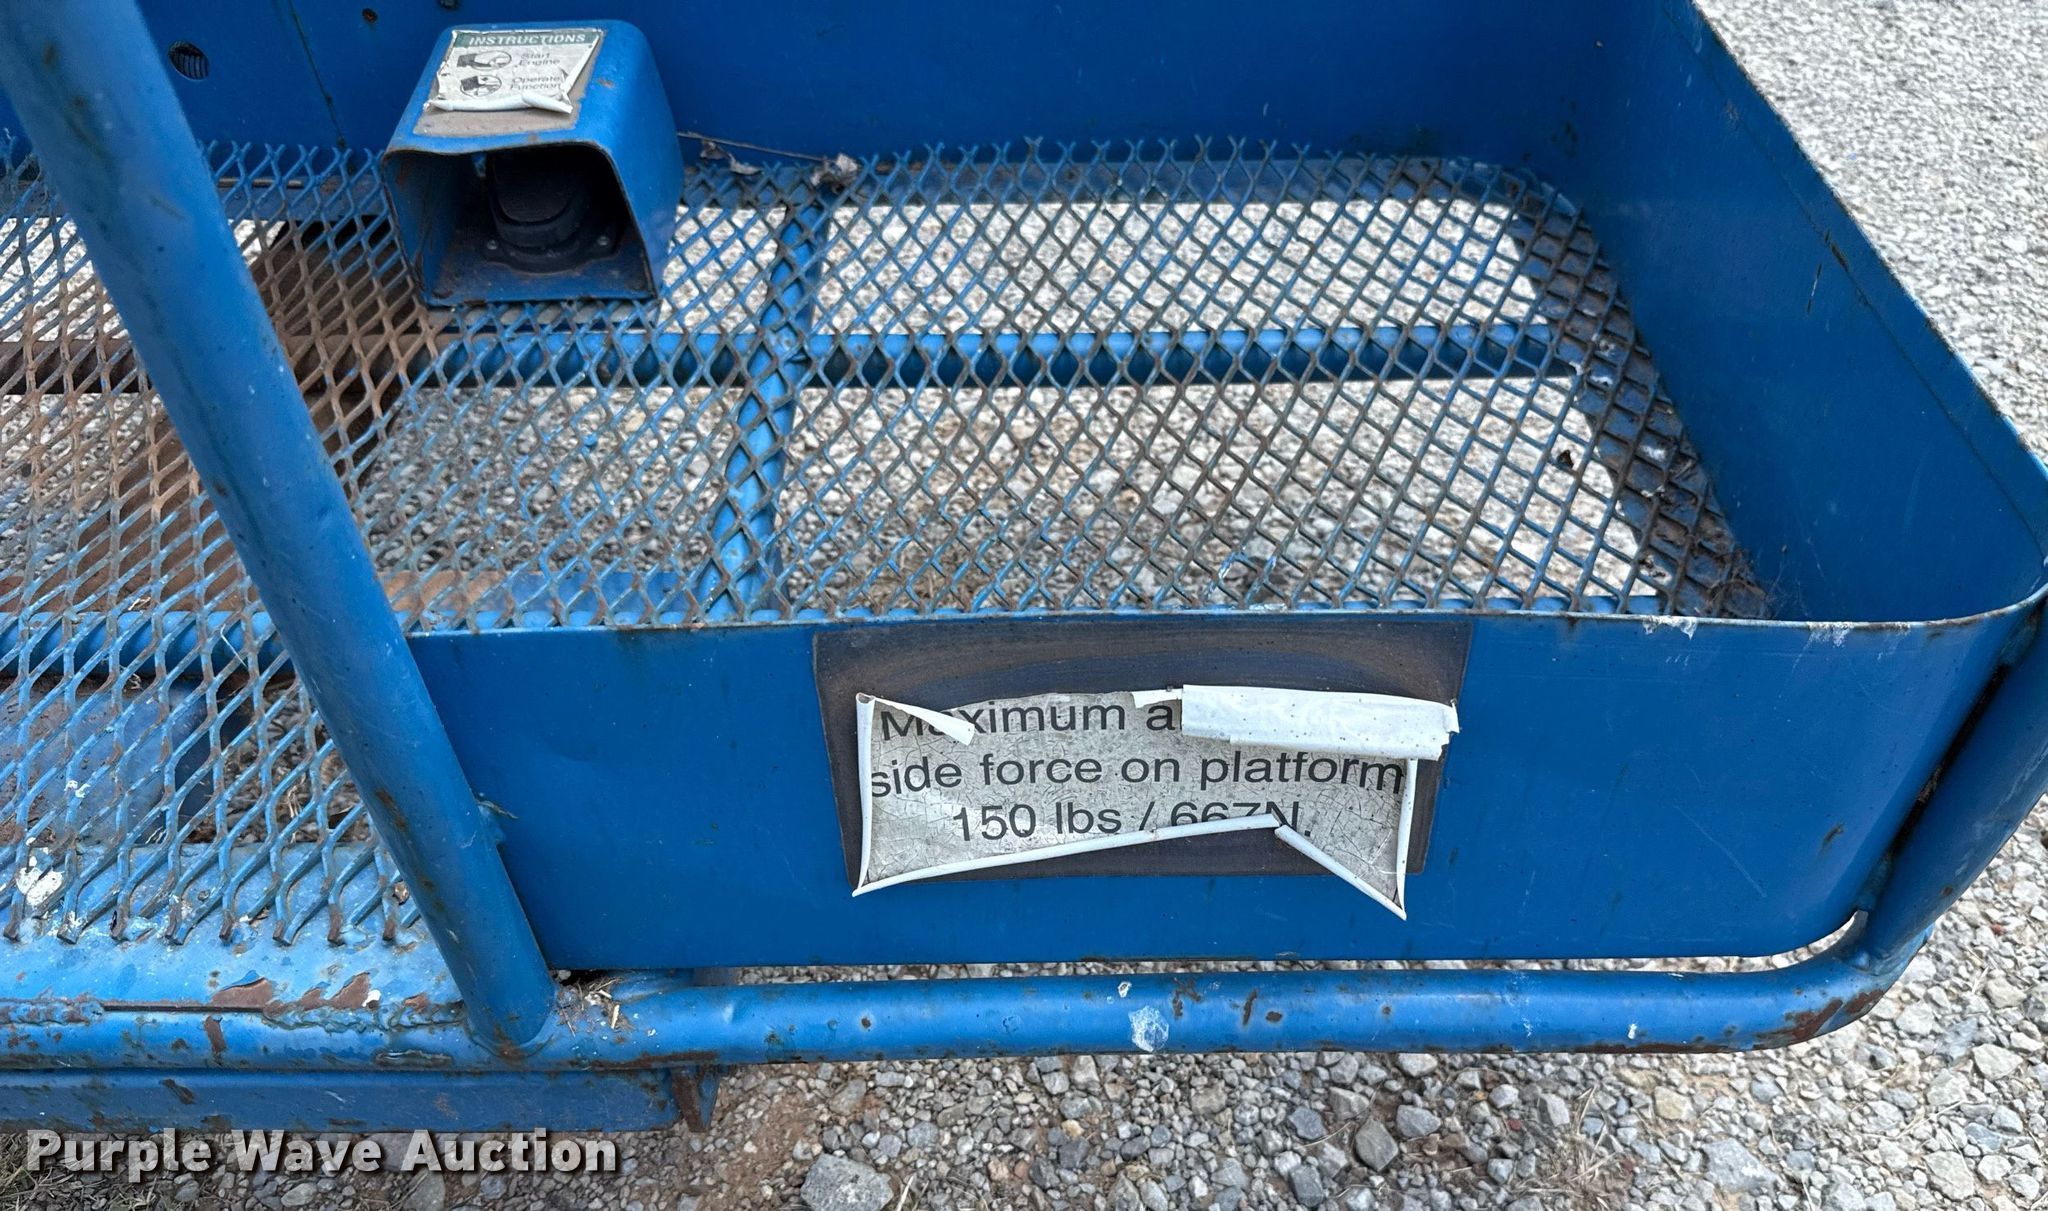 INSTRUCTIONS
Start
Engine
Operate
Function
Maximum a
side force on platform
150 lbs / 667N.
Purple Wave Auction